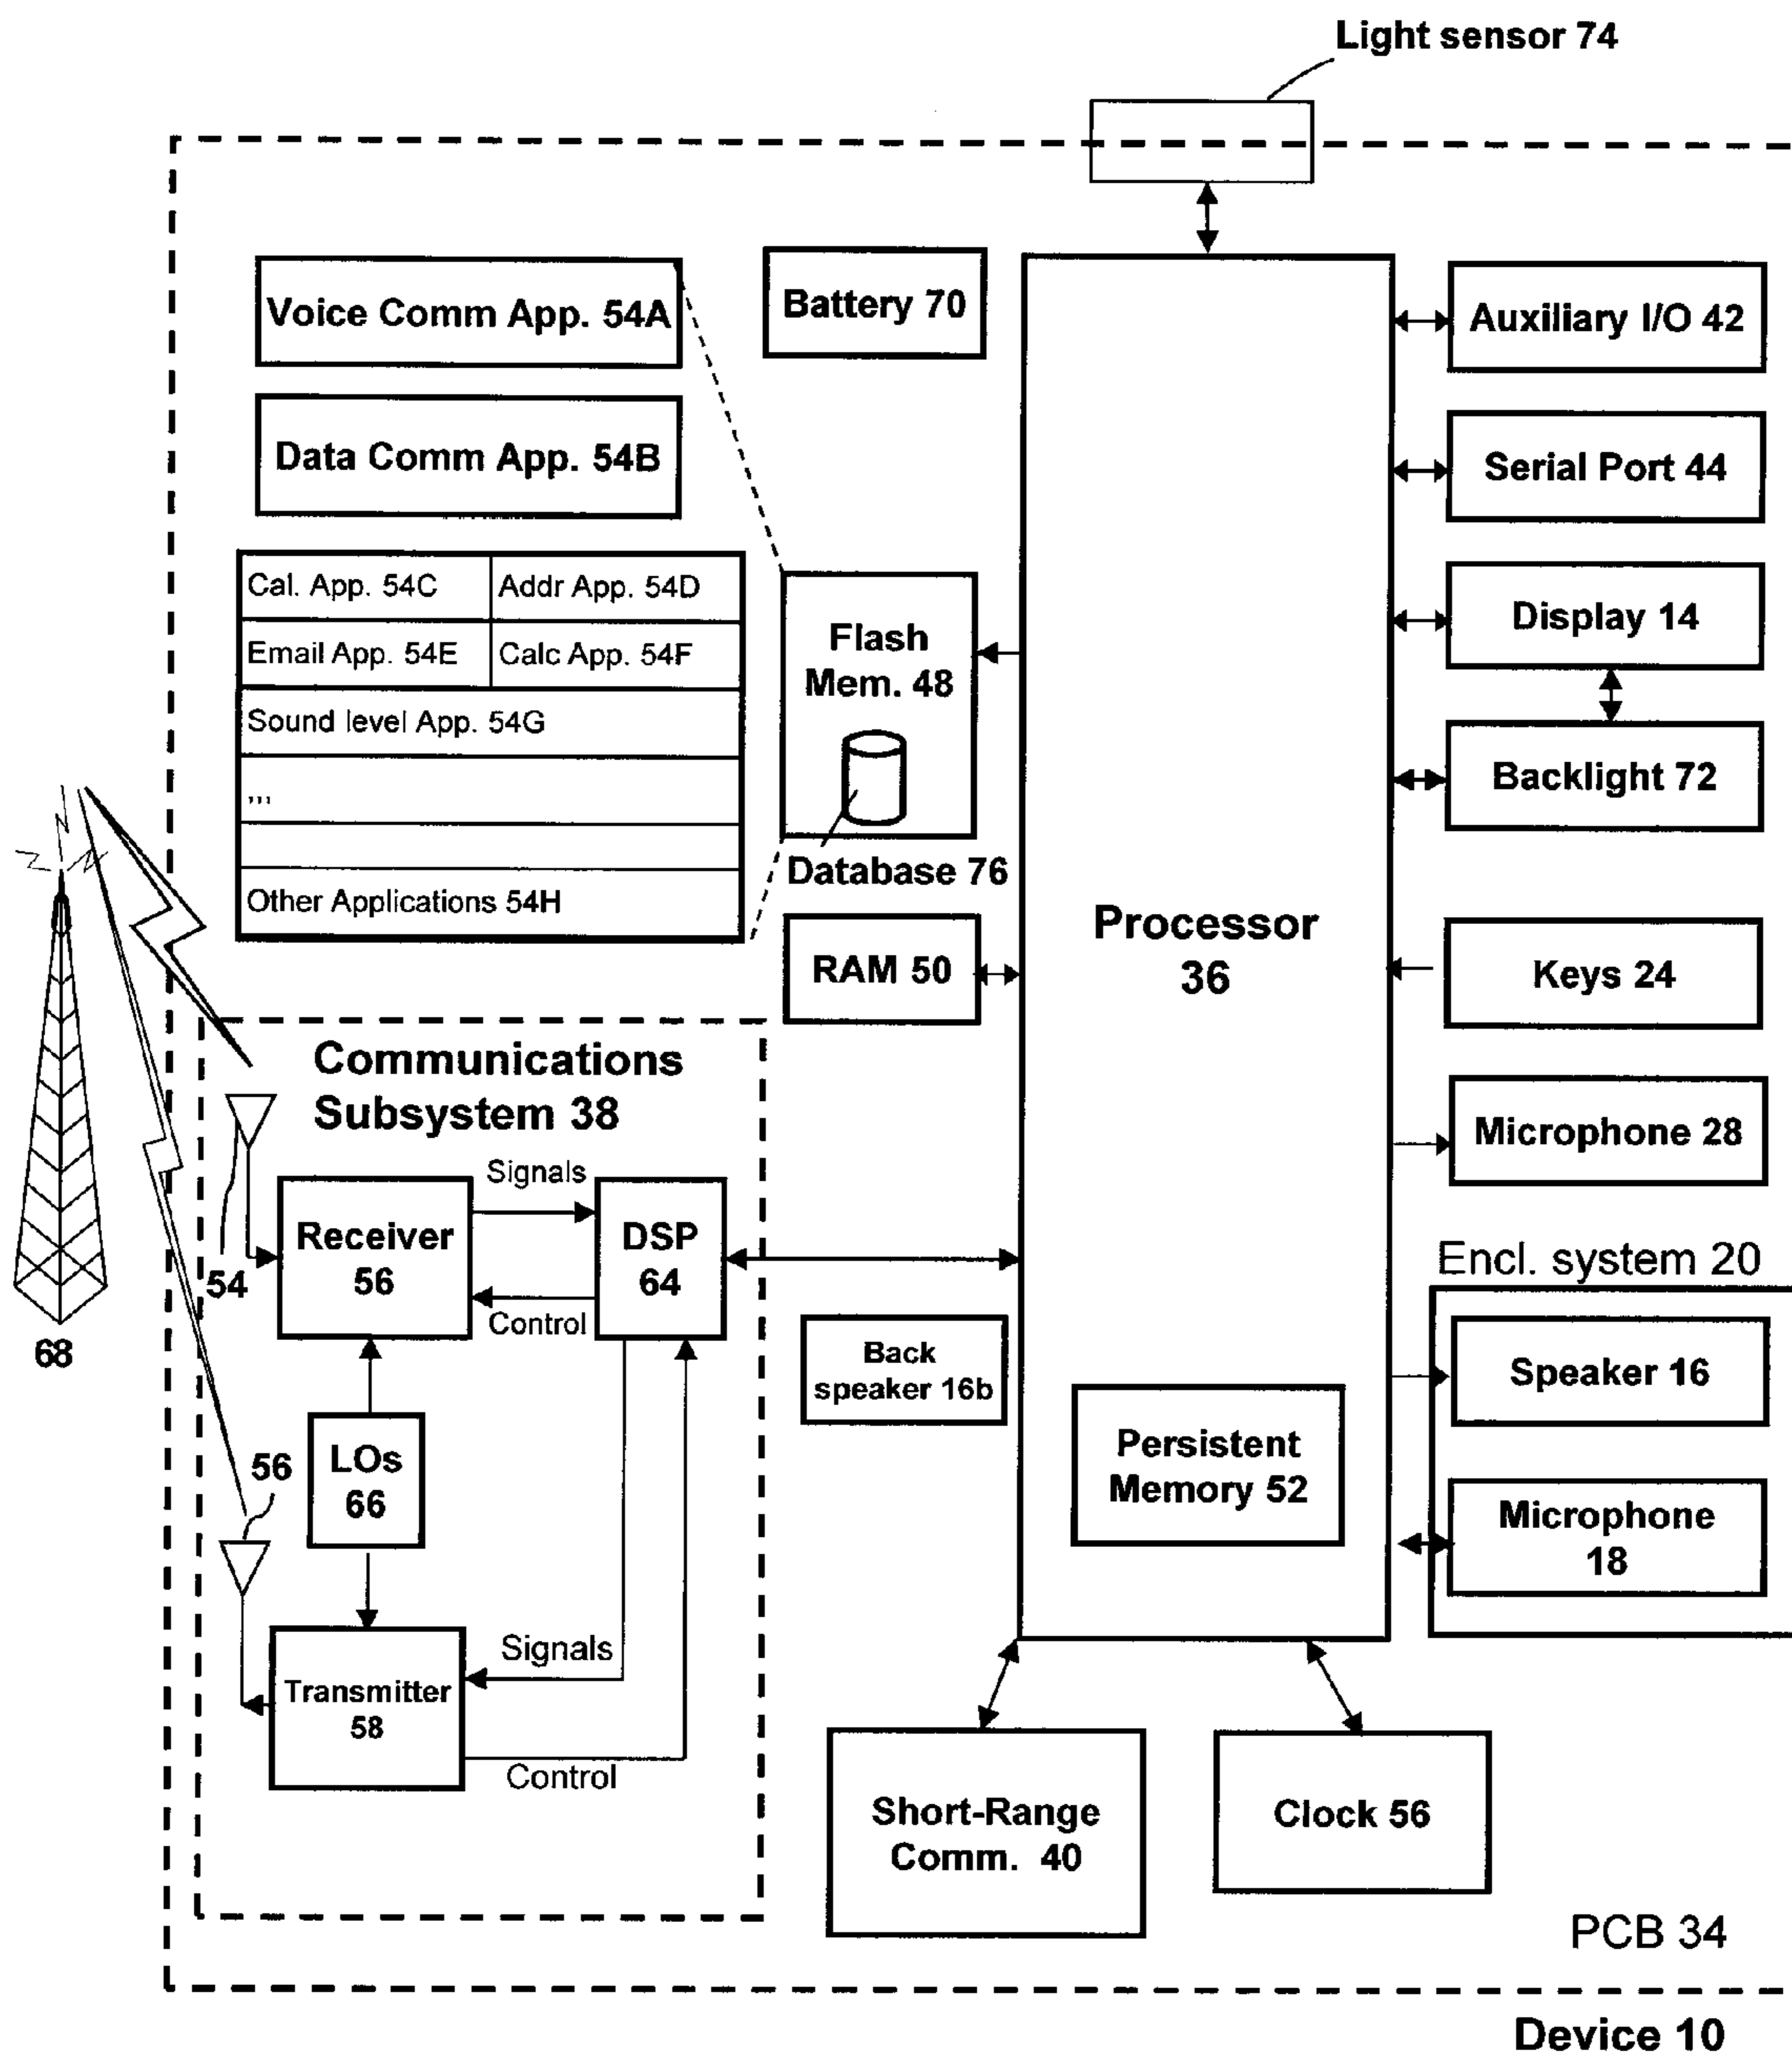 Light sensor 74
Voice Comm App. 54A
Battery 70
Auxiliary I/O 42
Data Comm App. 54B
Serial Port 44
Cal. App. 54C
Addr App. 54D
Email App. 54E
Calc App. 54F
Sound level App. 54G
...
Other Applications 54H
Flash
Mem. 48
Database 76
Display 14
Backlight 72
RAM 50
Processor
36
Keys 24
Communications
Subsystem 38
Microphone 28
Signals
Receiver
56
DSP
64
Control
54
68
Encl. system 20
Back
speaker 16b
Speaker 16
Persistent
Memory 52
Microphone
18
LOs
66
56
Signals
Transmitter
58
Control
Short-Range
Comm. 40
Clock 56
PCB 34
Device 10